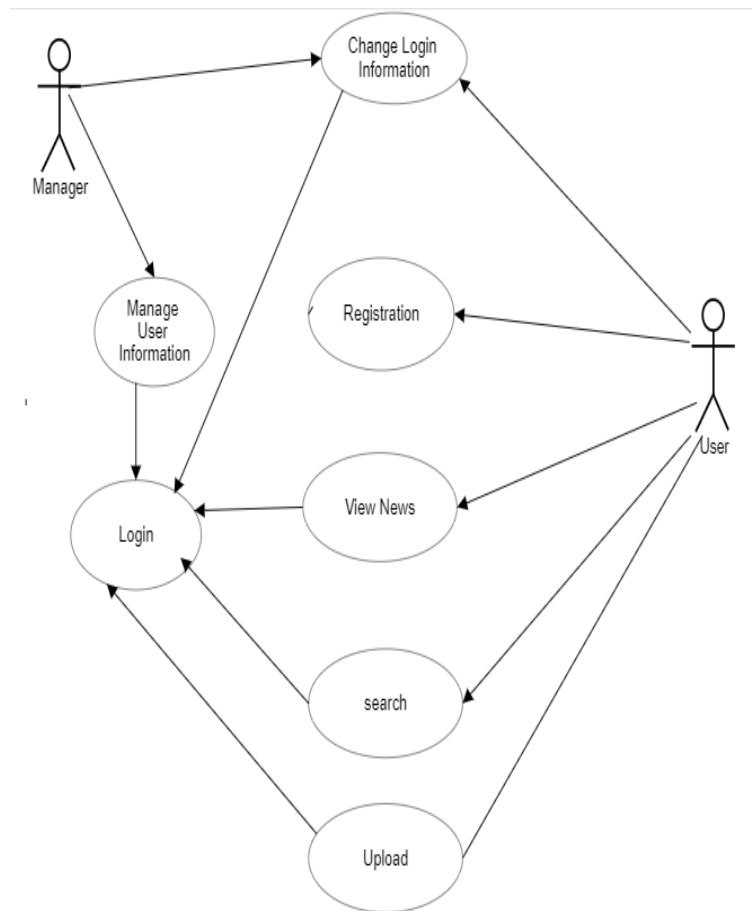 Change Login
Information
Manager
Manage
User
Information
Registration
User
View News
Login
search
Upload